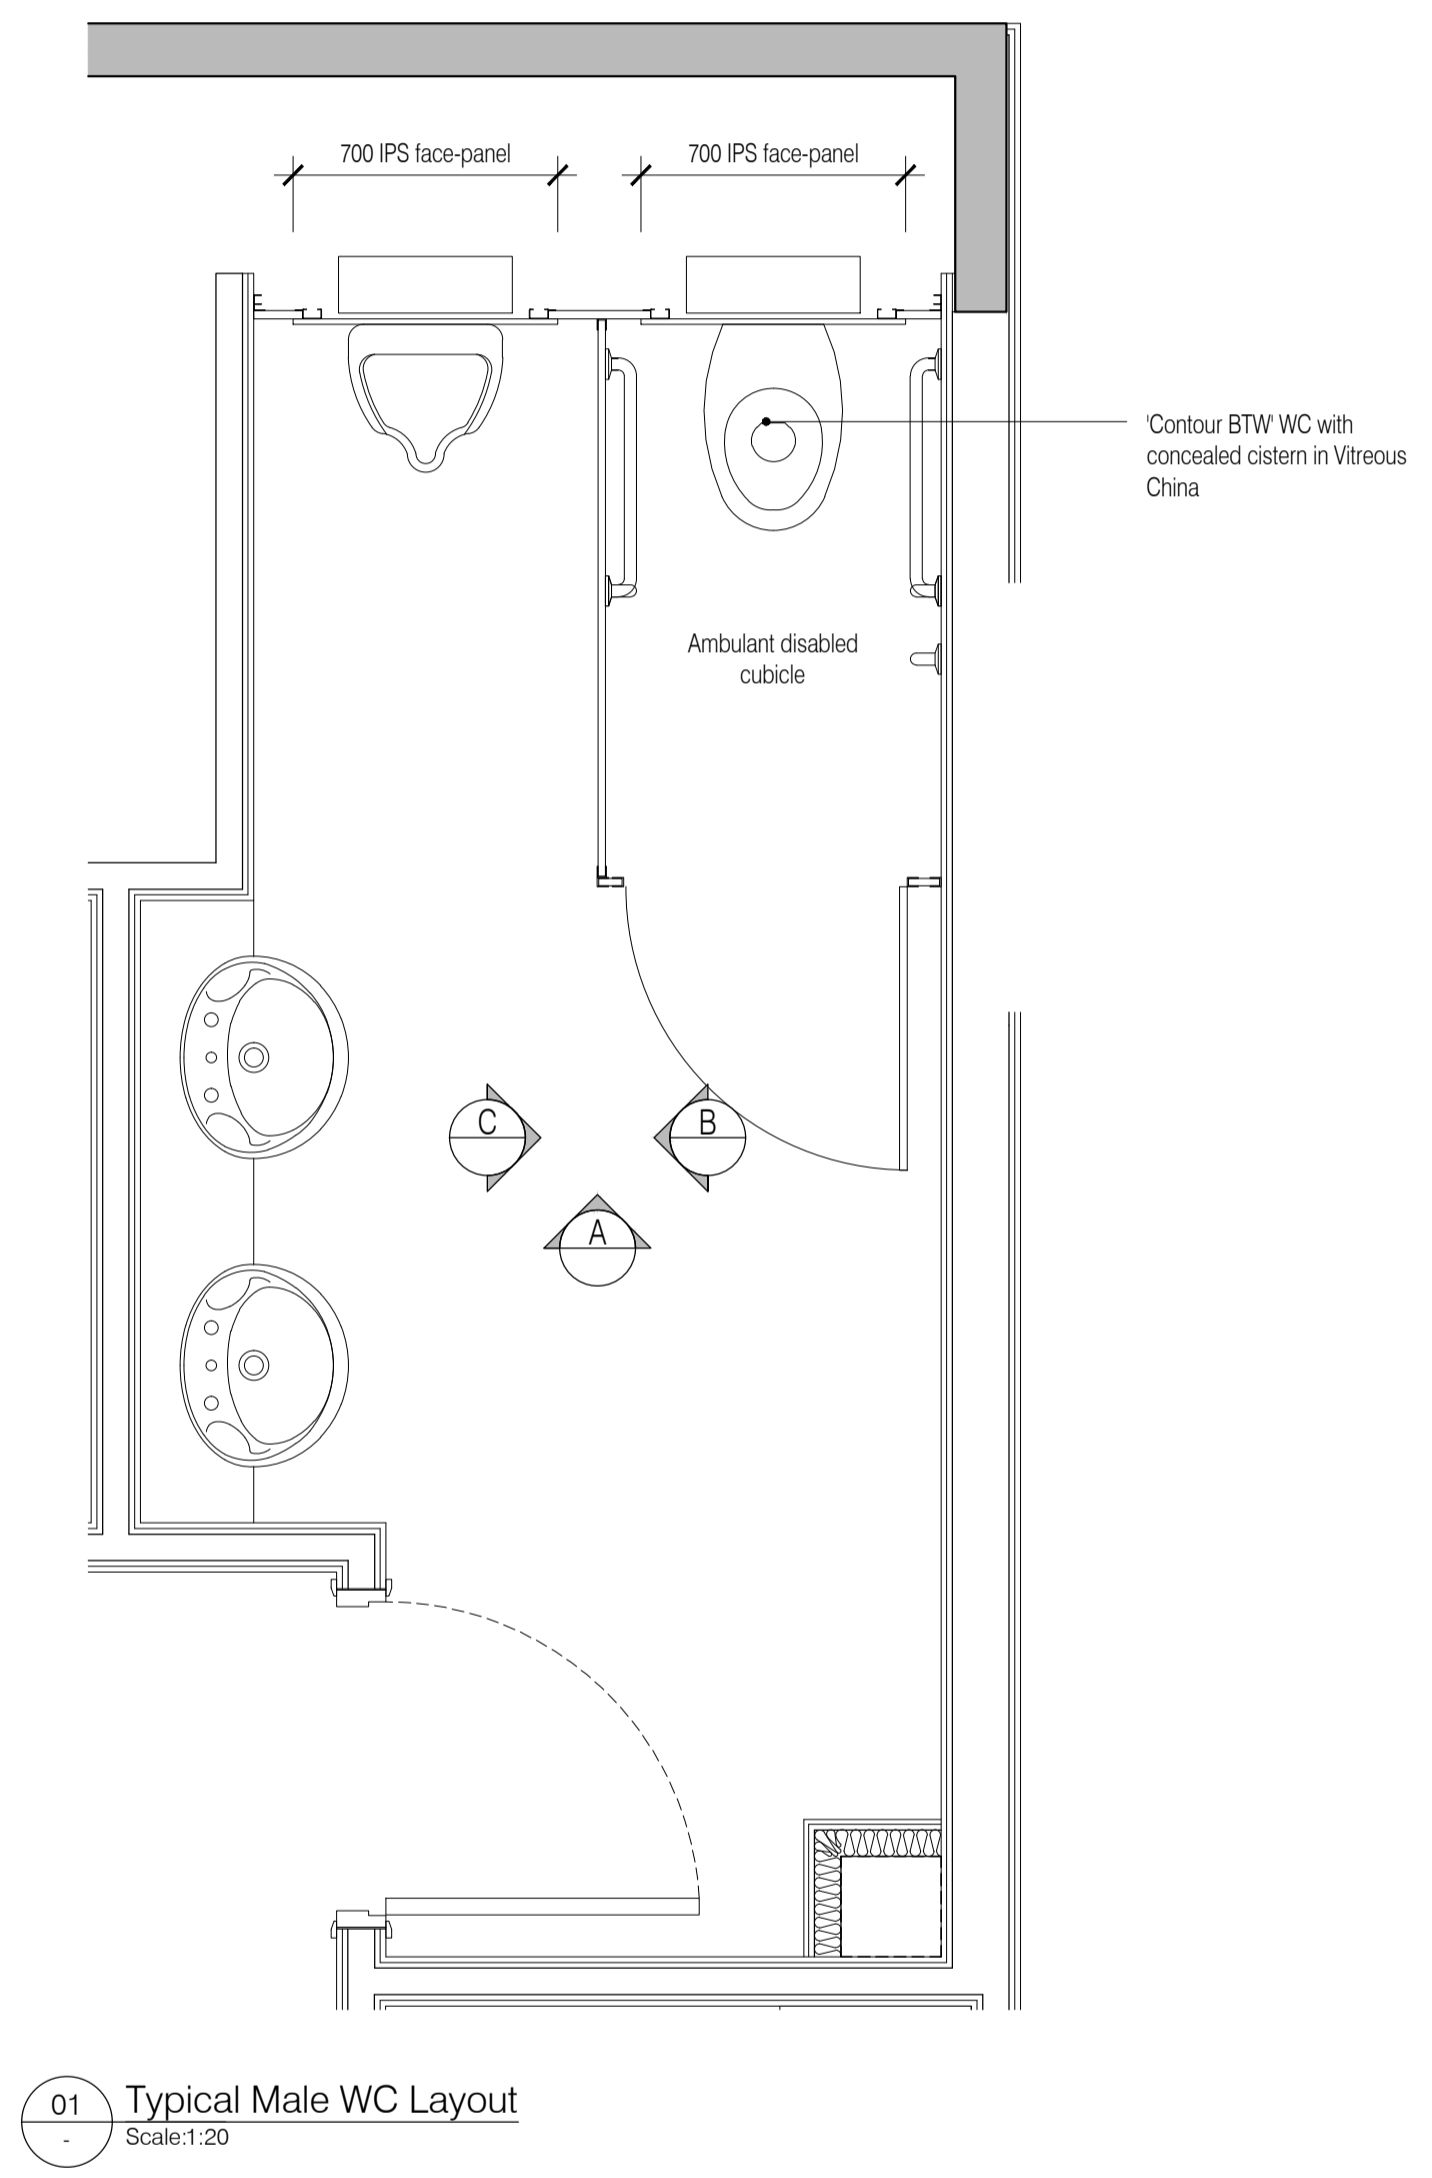 700 IPS face-panel
700 IPS face-panel
'Contour BTW' WC with
concealed cistern in Vitreous
China
Ambulant disabled
cubicle
C
B
A
01
-
Typical Male WC Layout
Scale:1:20